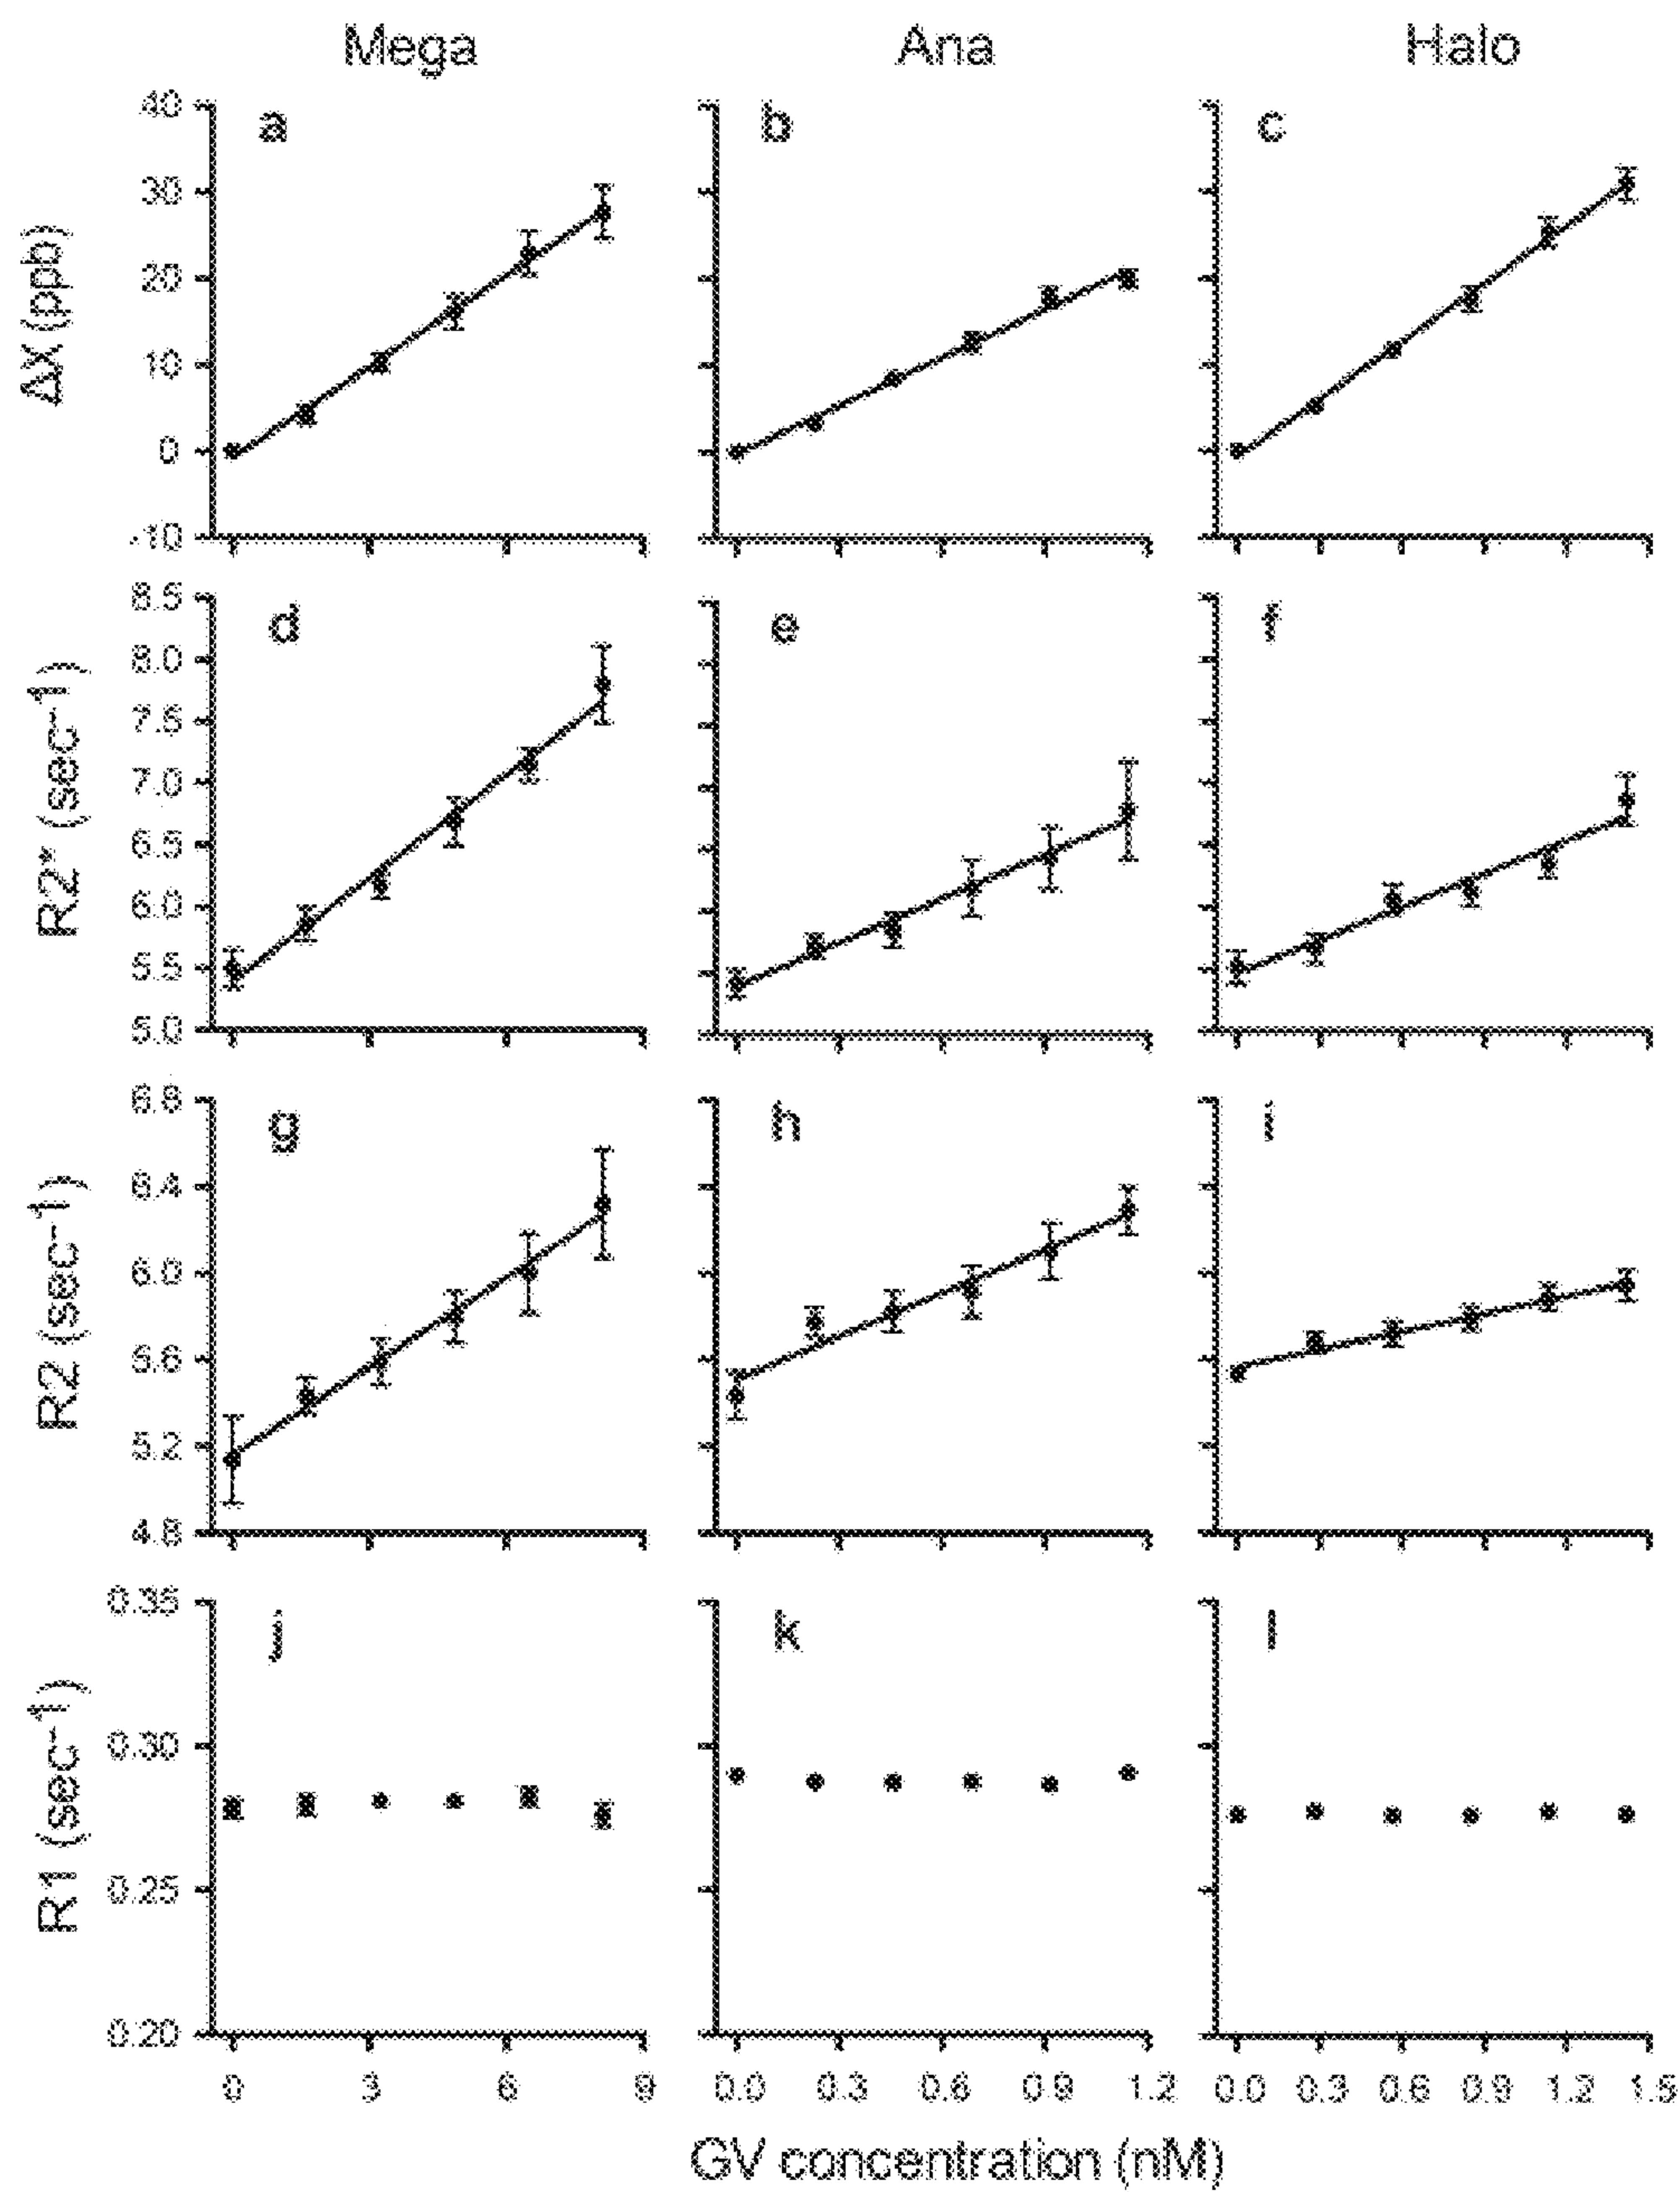 Mega Ana Halo
a b c
ΔX (ppb)
40
30
20
10
0
-10
d e f
R2* (sec-1)
8.5
8.0
7.5
7.0
6.5
6.0
5.5
5.0
g h i
R2 (sec-1)
6.8
6.4
6.0
5.6
5.2
4.8
j k l
R1 (sec-1)
0.35
0.30
0.25
0.20
0 3 6 9 0.0 0.3 0.6 0.9 1.2 0.0 0.3 0.6 0.9 1.2 1.5
GV concentration (nM)